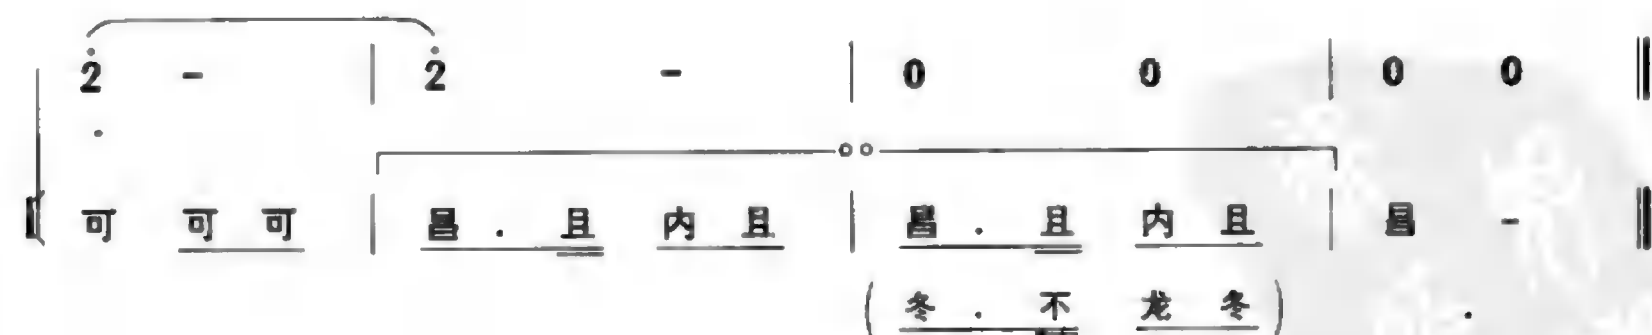 2̇ - | 2̇ - | 0 0 | 0 0 ‖
可 可 可 | 昌 . 且 内 且 | 昌 . 且 内 且 | 昌 - ‖
( 冬 . 不 龙 冬 )